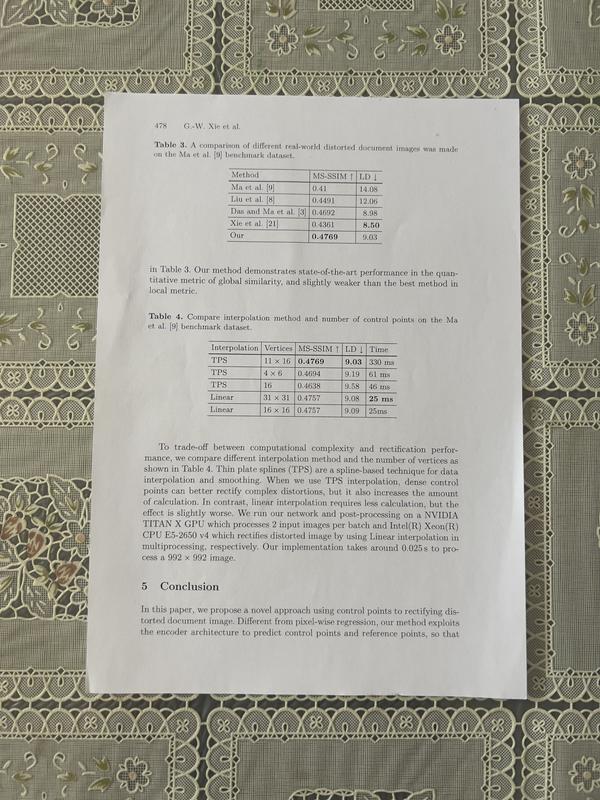 478 G.-W. Xie et al.
Table 3. A comparison of different real-world distorted document images was made
on the Ma et al. [9] benchmark dataset.
Method MS-SSIM ↑ LD ↓
Ma et al. [9] 0.41 14.08
Liu et al. [8] 0.4491 12.06
Das and Ma et al. [3] 0.4692 8.98
Xie et al. [21] 0.4361 8.50
Our 0.4769 9.03
in Table 3. Our method demonstrates state-of-the-art performance in the quan-
titative metric of global similarity, and slightly weaker than the best method in
local metric.
Table 4. Compare interpolation method and number of control points on the Ma
et al. [9] benchmark dataset.
Interpolation Vertices MS-SSIM ↑ LD ↓ Time
TPS 11 × 16 0.4769 9.03 330 ms
TPS 4 × 6 0.4694 9.19 61 ms
TPS 16 0.4638 9.58 46 ms
Linear 31 × 31 0.4757 9.08 25 ms
Linear 16 × 16 0.4757 9.09 25ms
To trade-off between computational complexity and rectification perfor-
mance, we compare different interpolation method and the number of vertices as
shown in Table 4. Thin plate splines (TPS) are a spline-based technique for data
interpolation and smoothing. When we use TPS interpolation, dense control
points can better rectify complex distortions, but it also increases the amount
of calculation. In contrast, linear interpolation requires less calculation, but the
effect is slightly worse. We run our network and post-processing on a NVIDIA
TITAN X GPU which processes 2 input images per batch and Intel(R) Xeon(R)
CPU E5-2650 v4 which rectifies distorted image by using Linear interpolation in
multiprocessing, respectively. Our implementation takes around 0.025 s to pro-
cess a 992 × 992 image.
5 Conclusion
In this paper, we propose a novel approach using control points to rectifying dis-
torted document image. Different from pixel-wise regression, our method exploits
the encoder architecture to predict control points and reference points, so that